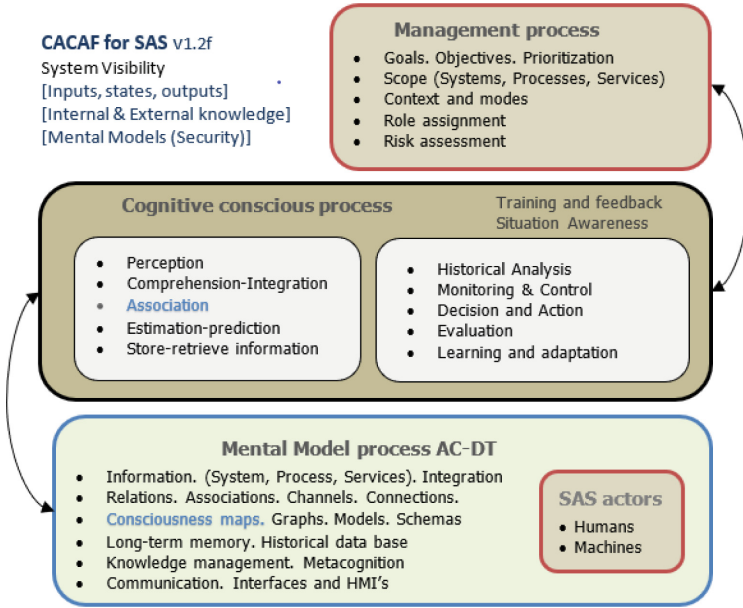 CACAF for SAS v1.2f
System Visibility
[Inputs, states, outputs]
[Internal & External knowledge]
[Mental Models (Security)]
Management process
• Goals. Objectives. Prioritization
• Scope (Systems, Processes, Services)
• Context and modes
• Role assignment
• Risk assessment
Cognitive conscious process
Training and feedback
Situation Awareness
• Perception
• Comprehension-Integration
• Association
• Estimation-prediction
• Store-retrieve information
• Historical Analysis
• Monitoring & Control
• Decision and Action
• Evaluation
• Learning and adaptation
Mental Model process AC-DT
• Information. (System, Process, Services). Integration
• Relations. Associations. Channels. Connections.
• Consciousness maps. Graphs. Models. Schemas
• Long-term memory. Historical data base
• Knowledge management. Metacognition
• Communication. Interfaces and HMI's
SAS actors
• Humans
• Machines